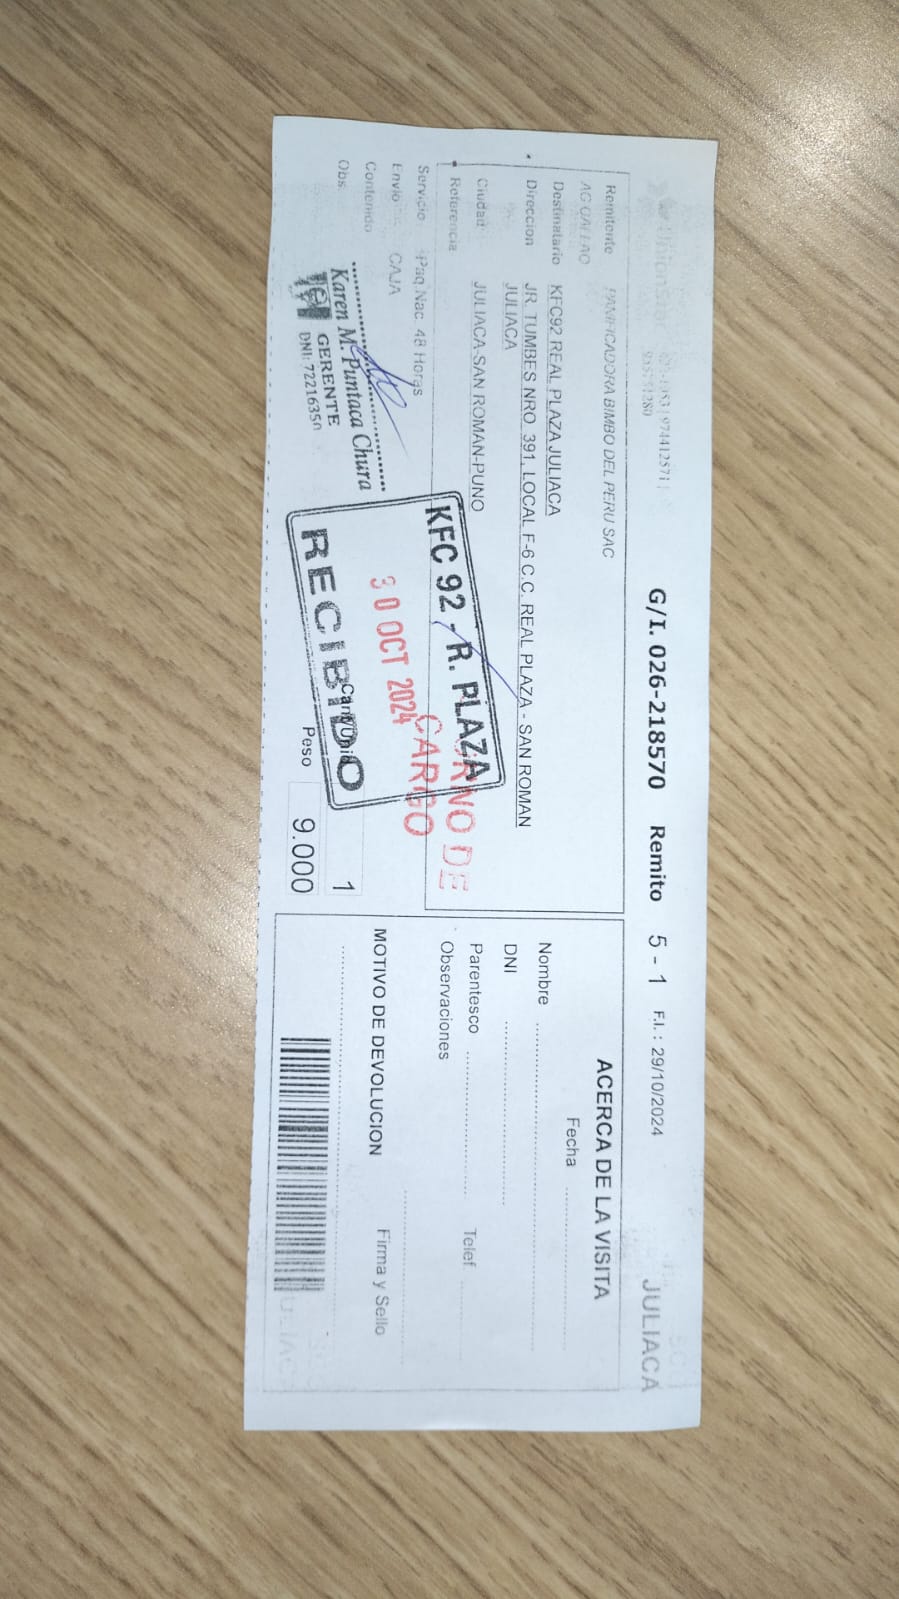 G/I. 026-218570 Remito 5 - 1 F.I.: 29/10/2024 JULIACA
974412571 |
Remitente PANIFICADORA BIMBO DEL PERU SAC
AG CALLAO
Destinatario KFC92 REAL PLAZA JULIACA
Direccion JR. TUMBES NRO 391, LOCAL F-6 C.C. REAL PLAZA - SAN ROMAN
JULIACA
Ciudad JULIACA-SAN ROMAN-PUNO
Referencia
Servicio Paq.Nac. 48 Horas
Envio CAJA
Contenido
Obs.
Cant/Unid 1
Peso 9.000
DE
CARGO
KFC 92 - R. PLAZA
30 OCT 2024
RECIBIDO
Karen M. Puntaca Chura
GERENTE
DNI: 72216350
ACERCA DE LA VISITA
Fecha
Nombre
DNI
Parentesco Telef
Observaciones
MOTIVO DE DEVOLUCION Firma y Sello